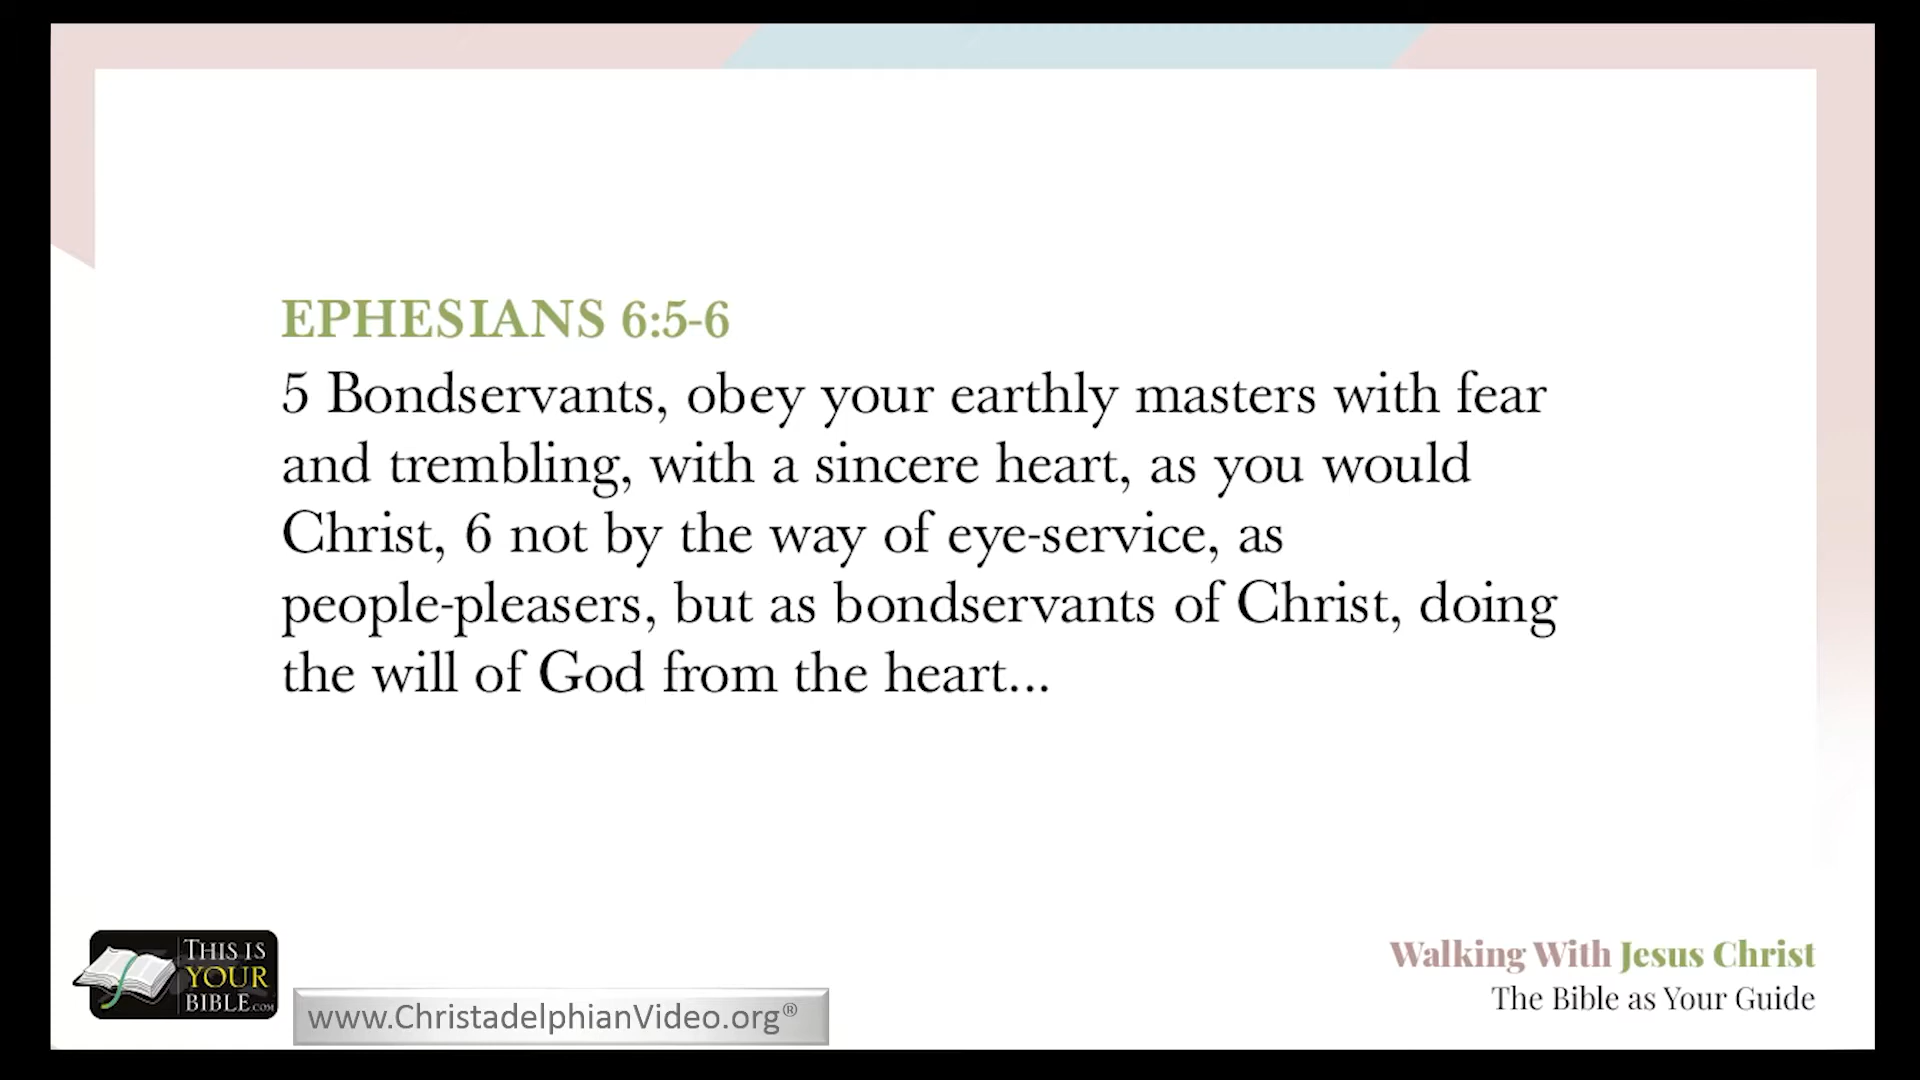 EPHESIANS 6:5-6
5 Bondservants, obey your earthly masters with fear
and trembling, with a sincere heart, as you would
Christ, 6 not by the way of eye-service, as
people-pleasers, but as bondservants of Christ, doing
the will of God from the heart...
THIS IS
YOUR
BIBLE.COM
www.ChristadelphianVideo.org®
Walking With Jesus Christ
The Bible as Your Guide